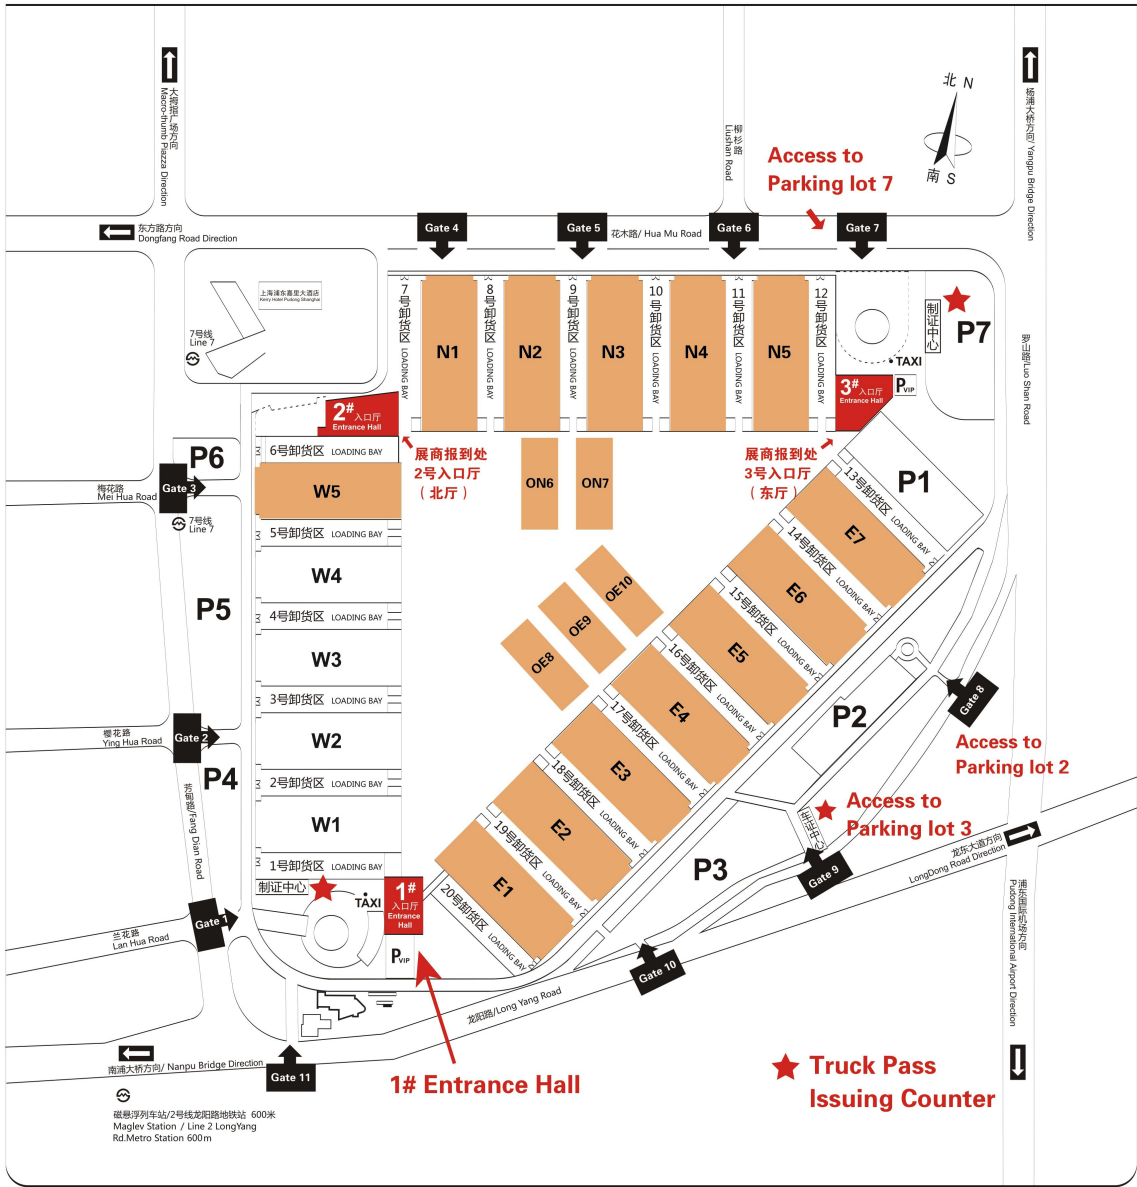 北 N
南 S
大拇指广场方向
Macro-thumb Piazza Direction
杨浦大桥方向/ Yangpu Bridge Direction
柳杉路
Liushan Road
Access to
Parking lot 7
东方路方向
Dongfang Road Direction
Gate 4
Gate 5
花木路/ Hua Mu Road
Gate 6
Gate 7
上海浦东嘉里大酒店
Kerry Hotel Pudong Shanghai
7号线
Line 7
7号卸货区 LOADING BAY
N1
8号卸货区 LOADING BAY
N2
9号卸货区 LOADING BAY
N3
10号卸货区 LOADING BAY
N4
11号卸货区 LOADING BAY
N5
12号卸货区 LOADING BAY
制证中心
P7
TAXI
PVIP
3# 入口厅
Entrance Hall
罗山路/Luo Shan Road
2# 入口厅
Entrance Hall
展商报到处
2号入口厅
（北厅）
展商报到处
3号入口厅
（东厅）
P6
6号卸货区 LOADING BAY
梅花路
Mei Hua Road
Gate 3
W5
7号线
Line 7
5号卸货区 LOADING BAY
W4
P5
4号卸货区 LOADING BAY
W3
3号卸货区 LOADING BAY
W2
樱花路
Ying Hua Road
Gate 2
P4
2号卸货区 LOADING BAY
W1
芳甸路/Fang Dian Road
1号卸货区 LOADING BAY
制证中心
TAXI
1#
入口厅
Entrance
Hall
PVIP
兰花路
Lan Hua Road
Gate 1
ON6
ON7
OE10
OE9
OE8
P1
13号卸货区 LOADING BAY
E7
14号卸货区 LOADING BAY
E6
15号卸货区 LOADING BAY
E5
16号卸货区 LOADING BAY
E4
17号卸货区 LOADING BAY
E3
18号卸货区 LOADING BAY
E2
19号卸货区 LOADING BAY
E1
20号卸货区 LOADING BAY
P2
Gate 8
Access to
Parking lot 2
制证中心
Access to
Parking lot 3
P3
Gate 9
龙东大道方向
LongDong Road Direction
浦东国际机场方向
Pudong International Airport Direction
Gate 10
龙阳路/Long Yang Road
南浦大桥方向/ Nanpu Bridge Direction
Gate 11
1# Entrance Hall
Truck Pass
Issuing Counter
磁悬浮列车站/2号线龙阳路地铁站 600米
Maglev Station / Line 2 LongYang
Rd.Metro Station 600m